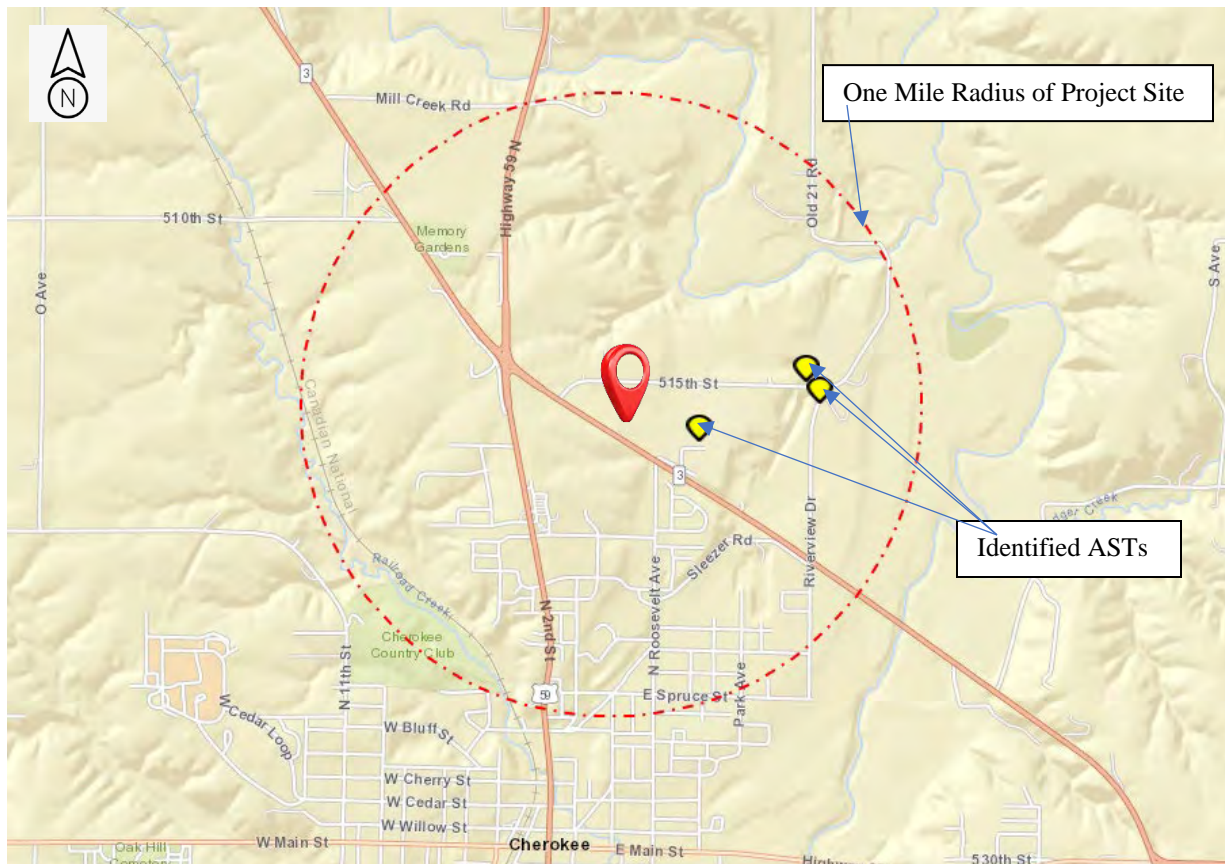 N
3
Mill Creek Rd
One Mile Radius of Project Site
Highway 59 N
Old 21 Rd
510th St
Memory
Gardens
O Ave
S Ave
Canadian National
515th St
3
Identified ASTs
Riverview Dr
Sleezer Rd
N Roosevelt Ave
Railroad Creek
N 2nd St
Cherokee
Country Club
N 11th St
59
E Spruce St
Park Ave
W Cedar Loop
W Bluff St
W Cherry St
W Cedar St
W Willow St
W Main St
Cherokee
E Main St
Oak Hill
530th St